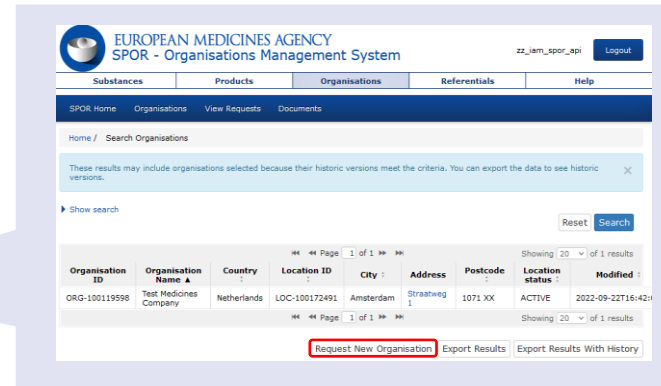 EUROPEAN MEDICINES AGENCY
SPOR - Organisations Management System
zz_iam_spor_api Logout
Substances Products Organisations Referentials Help
SPOR Home Organisations View Requests Documents
Home / Search Organisations
These results may include organisations selected because their historic versions meet the criteria. You can export the data to see historic
versions.
Show search
Reset Search
Page 1 of 1 Showing 20 of 1 results
Organisation ID Organisation Name Country Location ID City Address Postcode Location status Modified
ORG-100119598 Test Medicines Company Netherlands LOC-100172491 Amsterdam Straatweg 1 1071 XX ACTIVE 2022-09-22T16:42:
Page 1 of 1 Showing 20 of 1 results
Request New Organisation Export Results Export Results With History